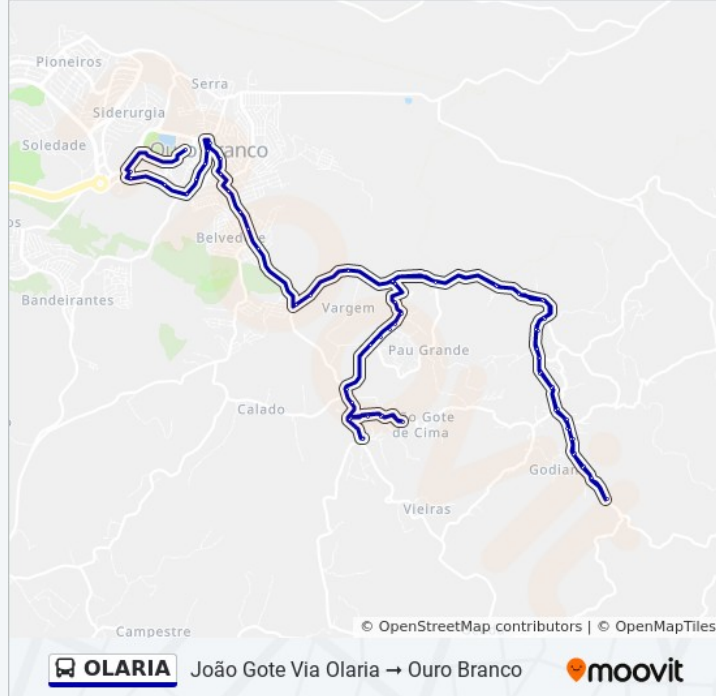 Pioneiros
Serra
Siderurgia
Soledade
Ouro Branco
Belvedere
Bandeirantes
Vargem
Pau Grande
Calado
o Gote
de Cima
Godian
Vieiras
Campestre
© OpenStreetMap contributors | © OpenMapTiles
OLARIA João Gote Via Olaria → Ouro Branco moovit